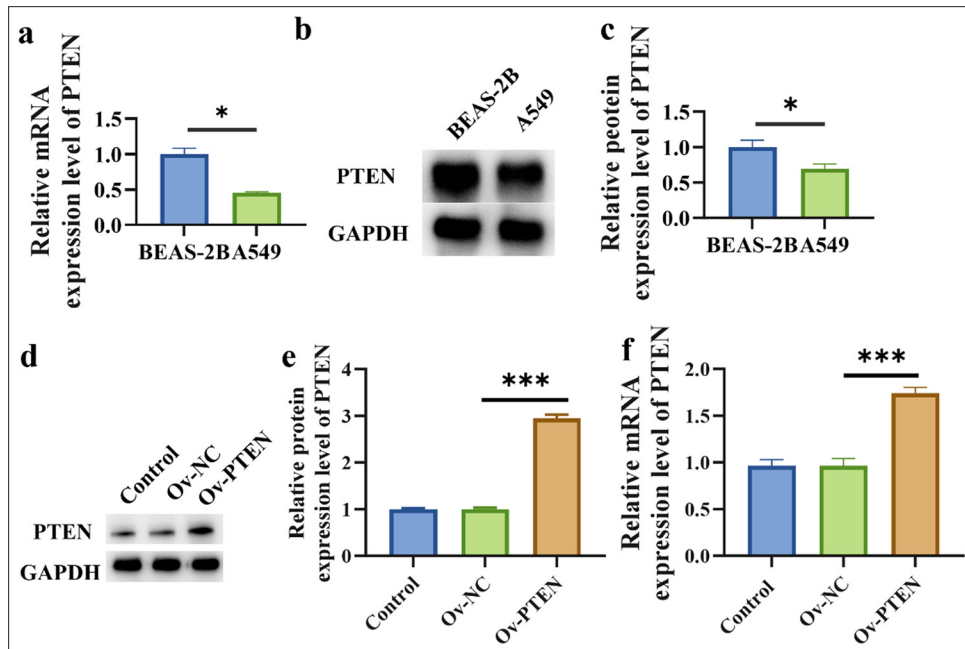 a
Relative mRNA
expression level of PTEN
1.5
1.0
0.5
0.0
*
BEAS-2B A549
b
BEAS-2B
A549
PTEN
GAPDH
c
Relative peotein
expression level of PTEN
1.5
1.0
0.5
0.0
*
BEAS-2B A549
d
Control
Ov-NC
Ov-PTEN
PTEN
GAPDH
e
Relative protein
expression level of PTEN
4
3
2
1
0
***
Control
Ov-NC
Ov-PTEN
f
Relative mRNA
expression level of PTEN
2.0
1.5
1.0
0.5
0.0
***
Control
Ov-NC
Ov-PTEN